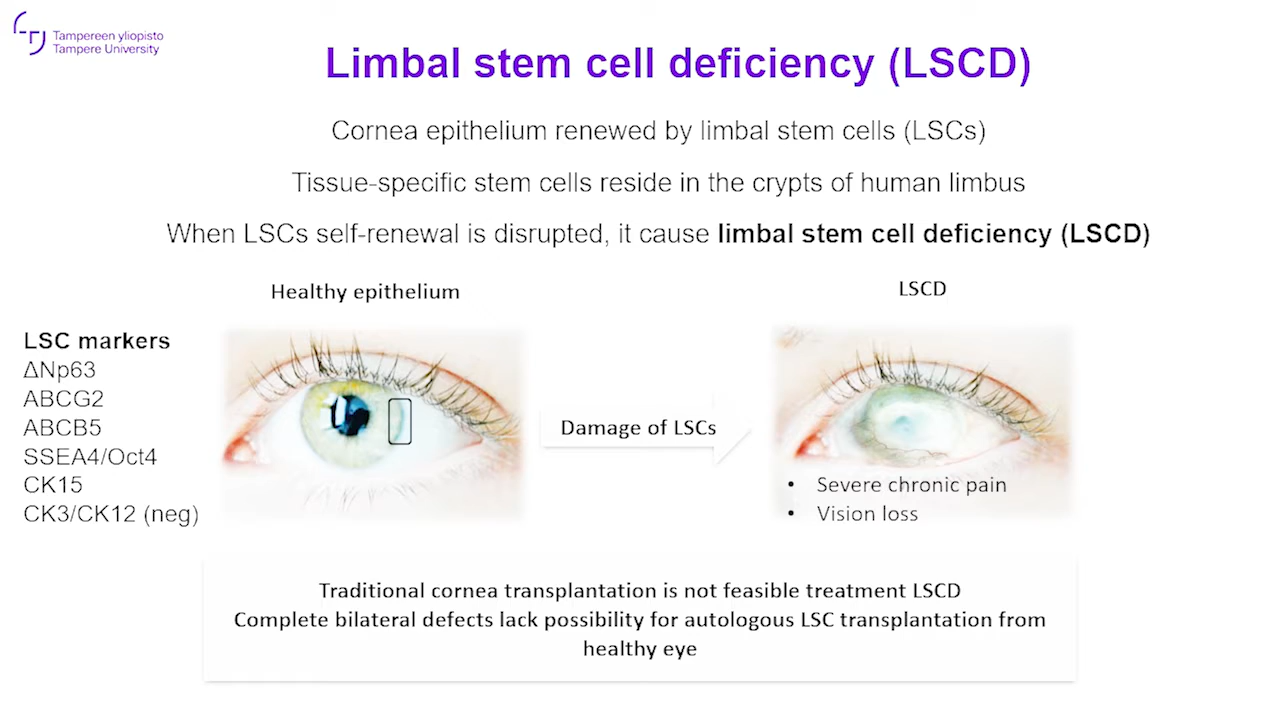 Tampereen yliopisto
Tampere University
Limbal stem cell deficiency (LSCD)
Cornea epithelium renewed by limbal stem cells (LSCs)
Tissue-specific stem cells reside in the crypts of human limbus
When LSCs self-renewal is disrupted, it cause limbal stem cell deficiency (LSCD)
Healthy epithelium
LSCD
LSC markers
ΔNp63
ABCG2
ABCB5
SSEA4/Oct4
CK15
CK3/CK12 (neg)
Damage of LSCs
• Severe chronic pain
• Vision loss
Traditional cornea transplantation is not feasible treatment LSCD
Complete bilateral defects lack possibility for autologous LSC transplantation from
healthy eye